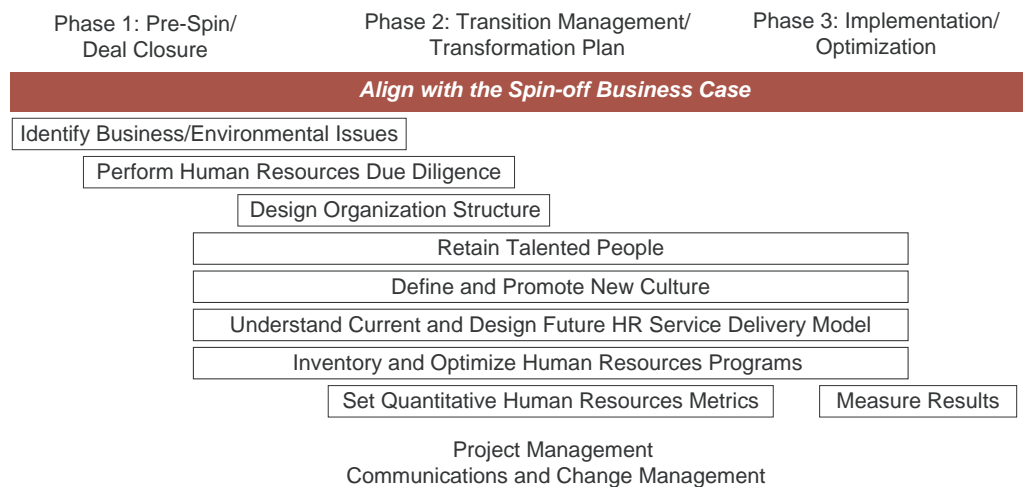 Phase 1: Pre-Spin/
Deal Closure
Phase 2: Transition Management/
Transformation Plan
Phase 3: Implementation/
Optimization
Align with the Spin-off Business Case
Identify Business/Environmental Issues
Perform Human Resources Due Diligence
Design Organization Structure
Retain Talented People
Define and Promote New Culture
Understand Current and Design Future HR Service Delivery Model
Inventory and Optimize Human Resources Programs
Set Quantitative Human Resources Metrics
Measure Results
Project Management
Communications and Change Management